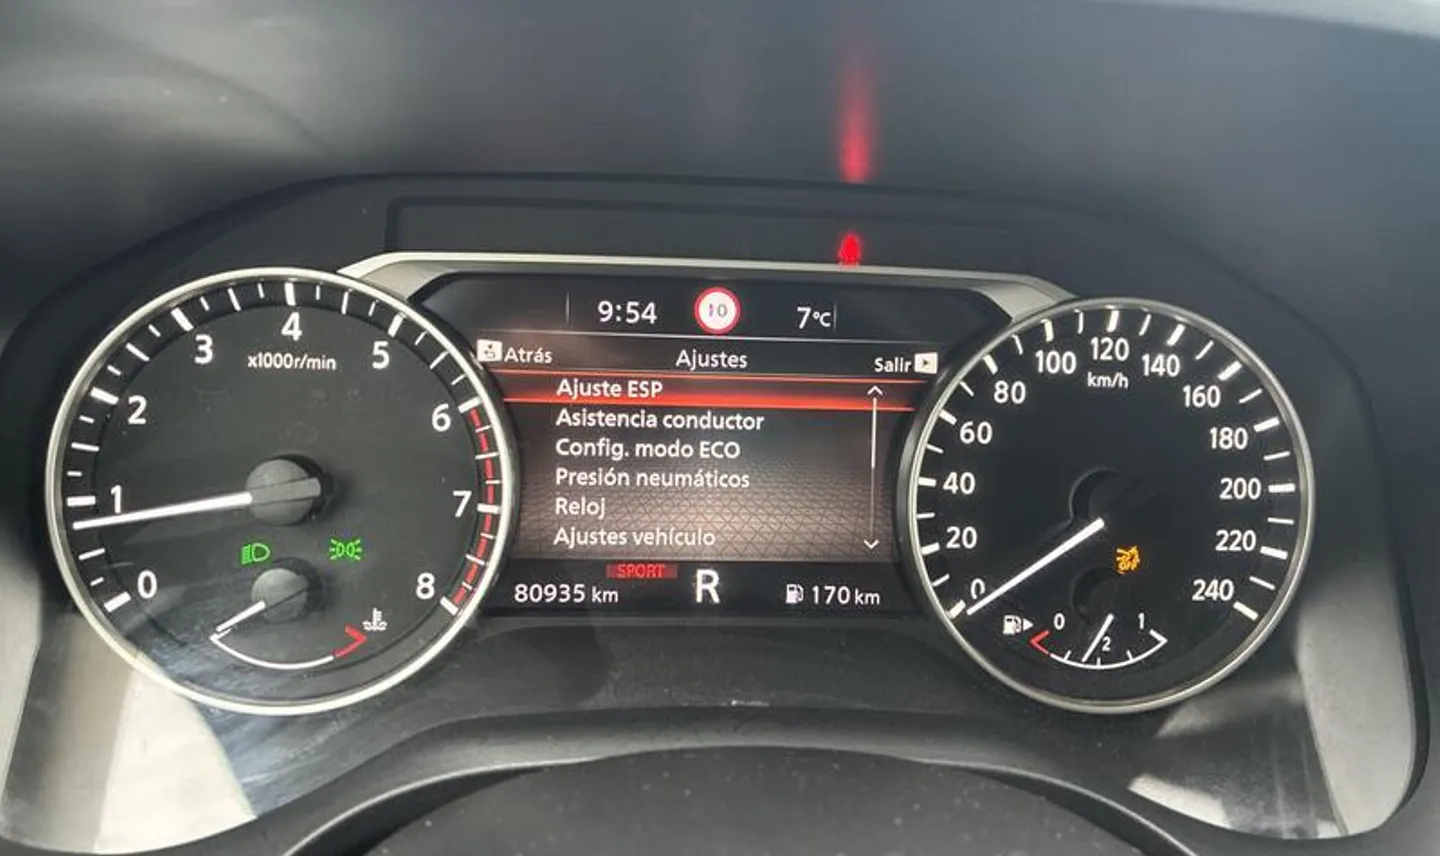 9:54
10
7°C
Atrás
Ajustes
Salir
Ajuste ESP
Asistencia conductor
Config. modo ECO
Presión neumáticos
Reloj
Ajustes vehículo
SPORT
80935 km
R
170 km
0
1
2
3
4
5
6
7
8
x1000r/min
0
20
40
60
80
100
120
140
160
180
200
220
240
km/h
OFF
0
1
2
1